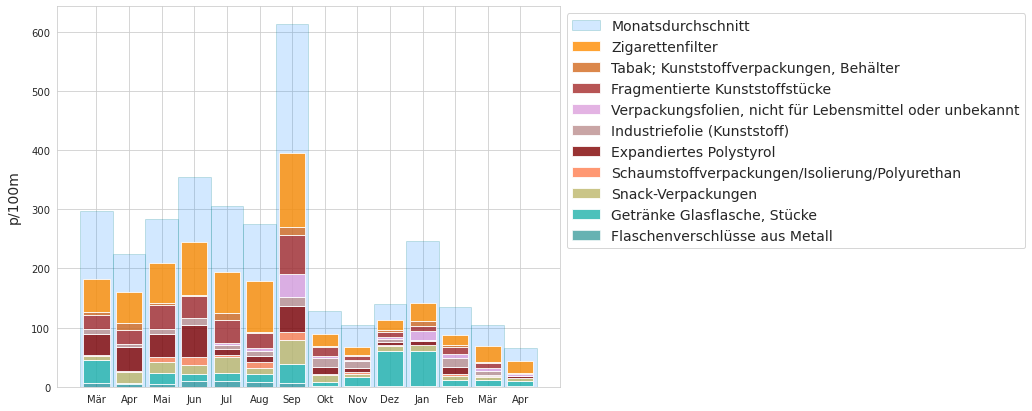 600
500
400
300
200
100
0
p/100m
Mär Apr Mai Jun Jul Aug Sep Okt Nov Dez Jan Feb Mär Apr
Monatsdurchschnitt
Zigarettenfilter
Tabak; Kunststoffverpackungen, Behälter
Fragmentierte Kunststoffstücke
Verpackungsfolien, nicht für Lebensmittel oder unbekannt
Industriefolie (Kunststoff)
Expandiertes Polystyrol
Schaumstoffverpackungen/Isolierung/Polyurethan
Snack-Verpackungen
Getränke Glasflasche, Stücke
Flaschenverschlüsse aus Metall